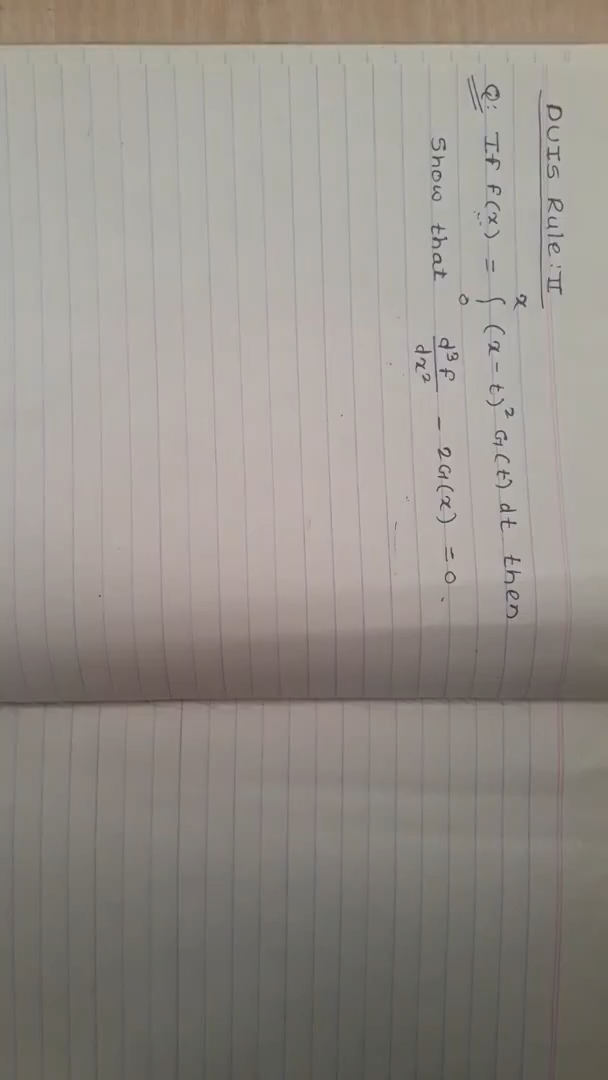 DUIS Rule: II
Q: If f(x) = ∫₀ˣ (x-t)² G(t) dt then
Show that d³f/dx² - 2G(x) = 0.